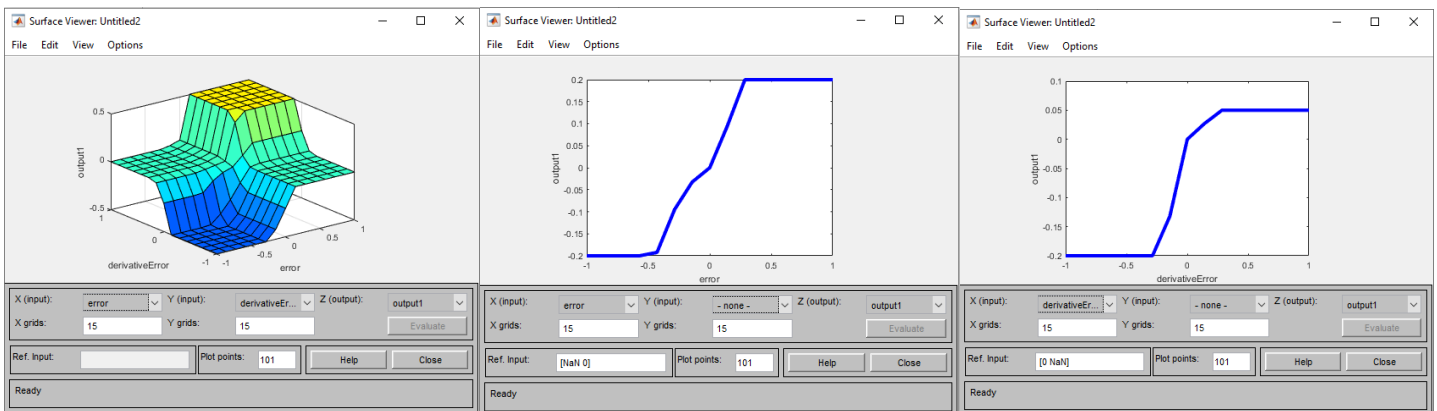 Surface Viewer: Untitled2
File Edit View Options
0.5
0
-0.5
output1
1
0
-1
derivativeError
-1
-0.5
0
0.5
1
error
X (input): error Y (input): derivativeEr... Z (output): output1
X grids: 15 Y grids: 15 Evaluate
Ref. Input: Plot points: 101 Help Close
Ready
Surface Viewer: Untitled2
File Edit View Options
0.2
0.15
0.1
0.05
0
-0.05
-0.1
-0.15
-0.2
output1
-1 -0.5 0 0.5 1
error
X (input): error Y (input): - none - Z (output): output1
X grids: 15 Y grids: 15 Evaluate
Ref. Input: [NaN 0] Plot points: 101 Help Close
Ready
Surface Viewer: Untitled2
File Edit View Options
0.1
0.05
0
-0.05
-0.1
-0.15
-0.2
output1
-1 -0.5 0 0.5 1
derivativeError
X (input): derivativeEr... Y (input): - none - Z (output): output1
X grids: 15 Y grids: 15 Evaluate
Ref. Input: [0 NaN] Plot points: 101 Help Close
Ready